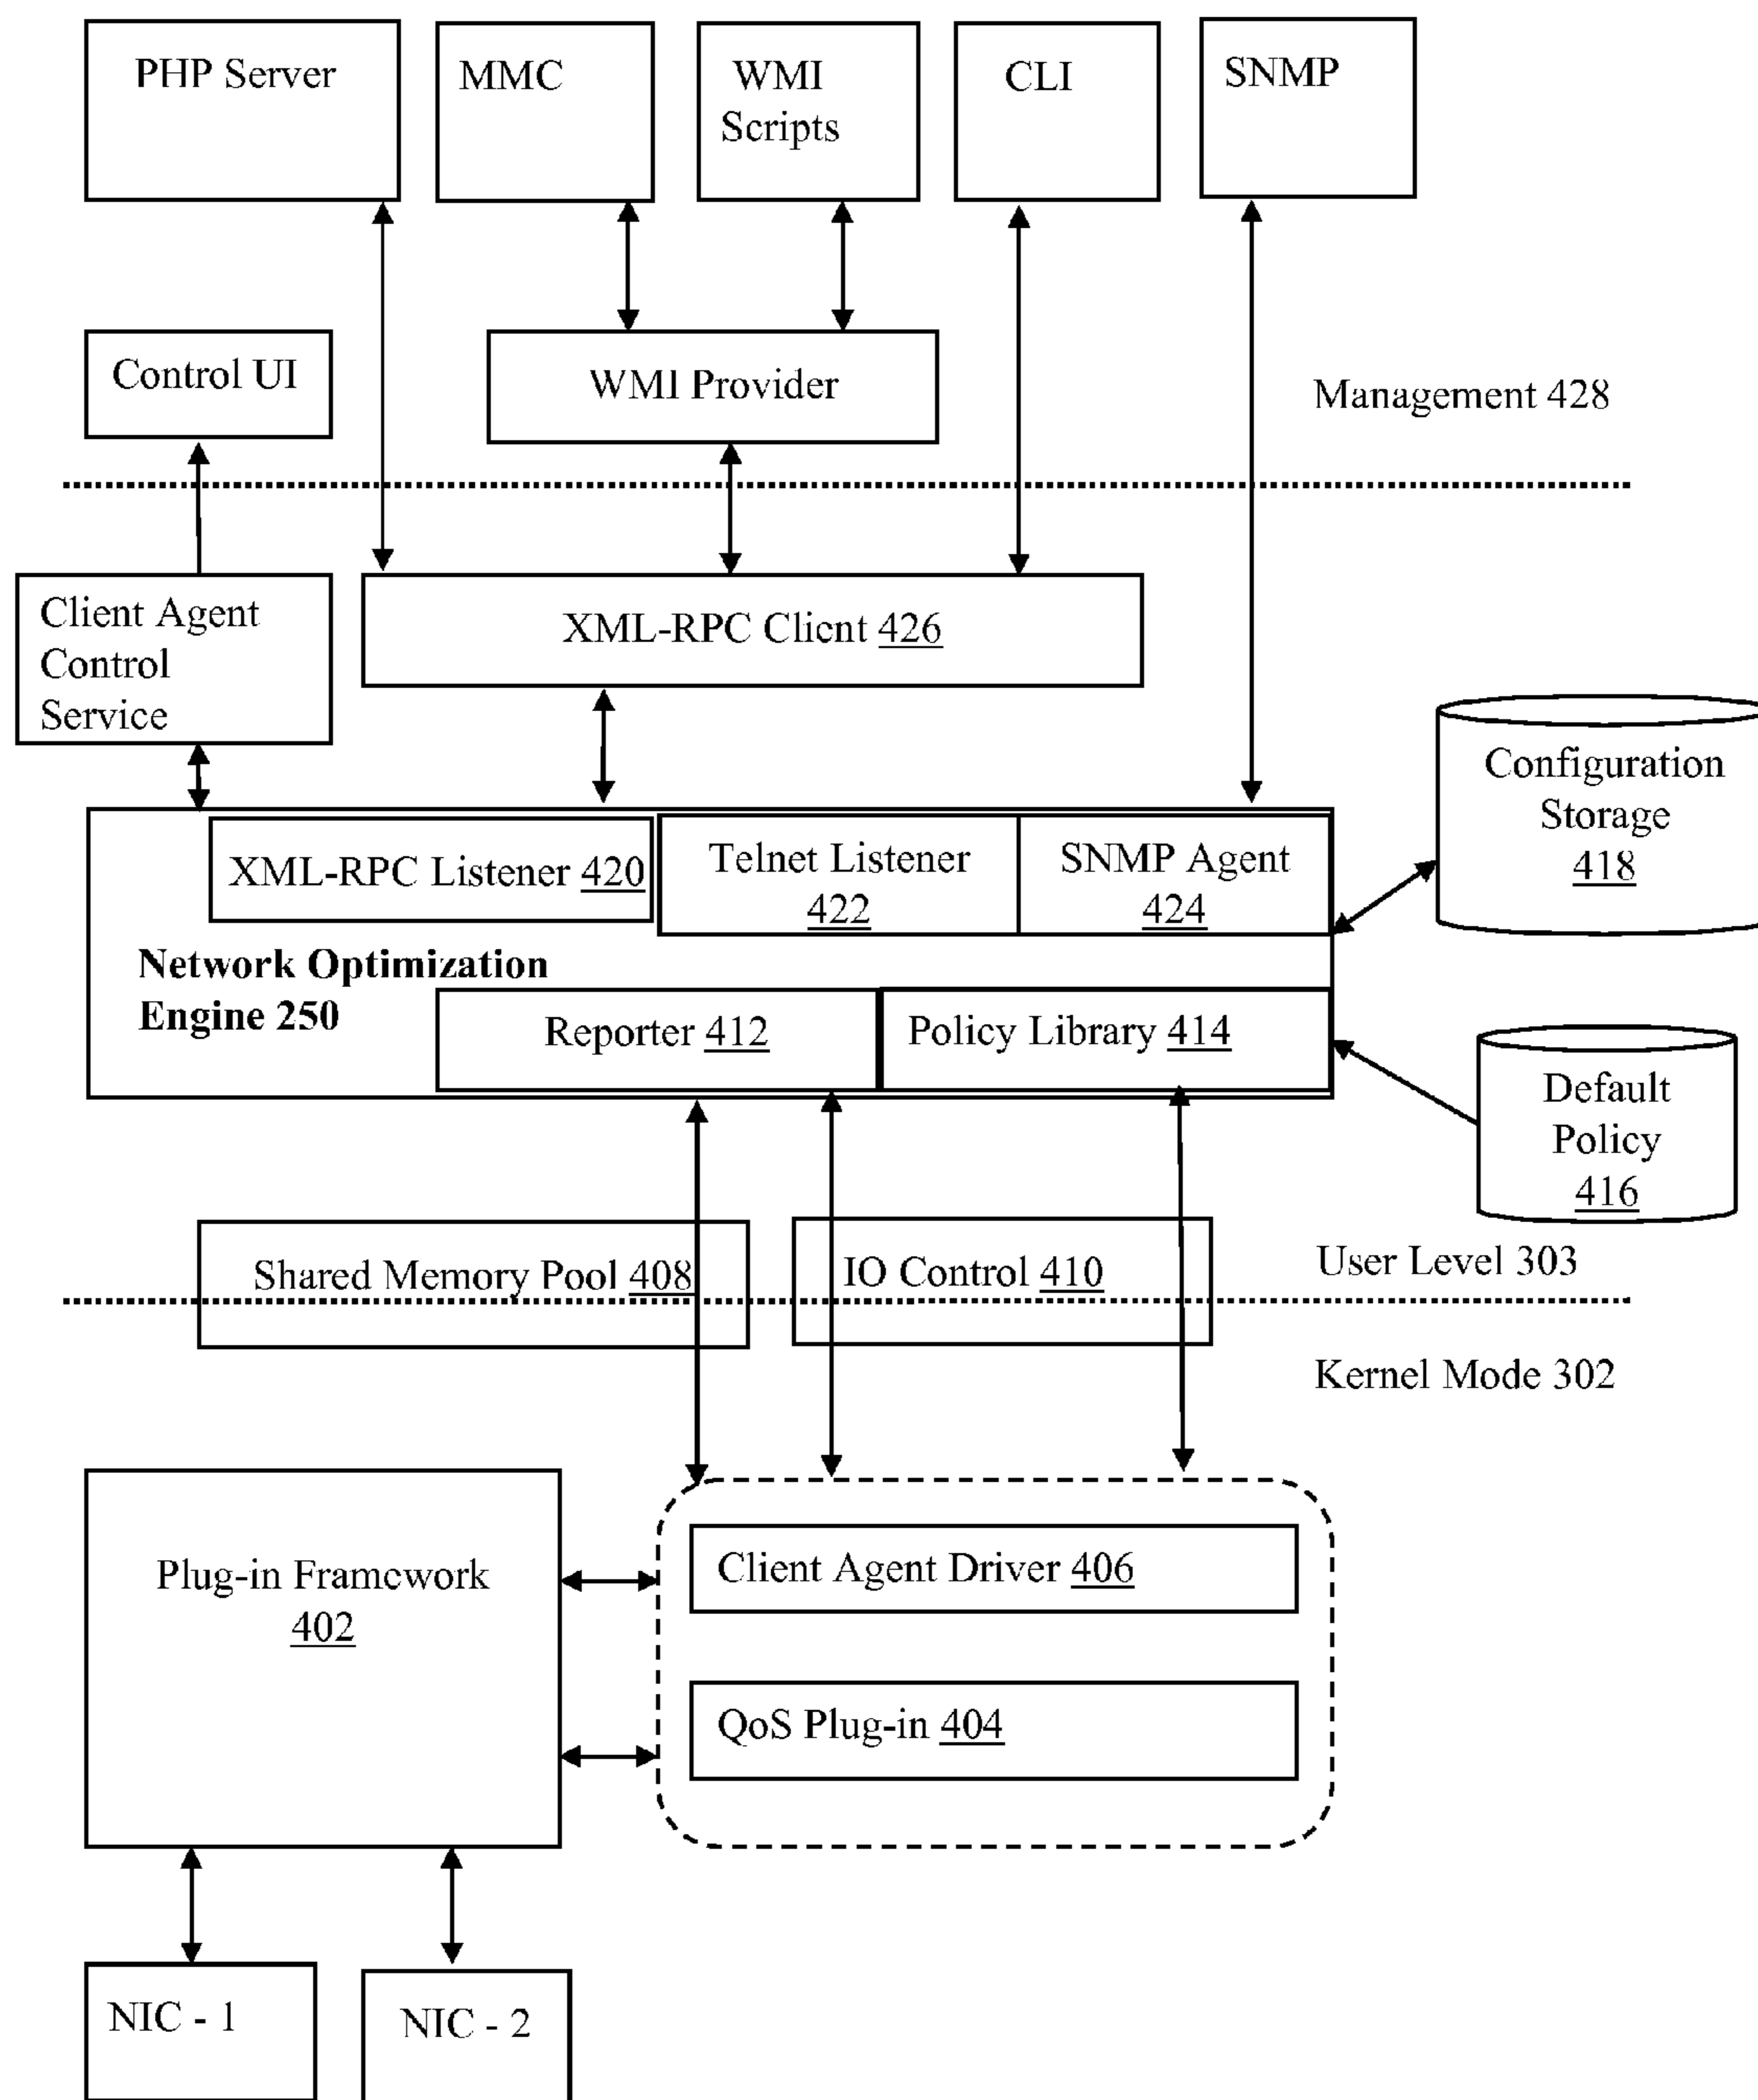 PHP Server
MMC
WMI
Scripts
CLI
SNMP
Control UI
WMI Provider
Management 428
Client Agent
Control
Service
XML-RPC Client 426
Configuration
Storage
418
XML-RPC Listener 420
Telnet Listener
422
SNMP Agent
424
Network Optimization
Engine 250
Reporter 412
Policy Library 414
Default
Policy
416
Shared Memory Pool 408
IO Control 410
User Level 303
Kernel Mode 302
Plug-in Framework
402
Client Agent Driver 406
QoS Plug-in 404
NIC - 1
NIC - 2